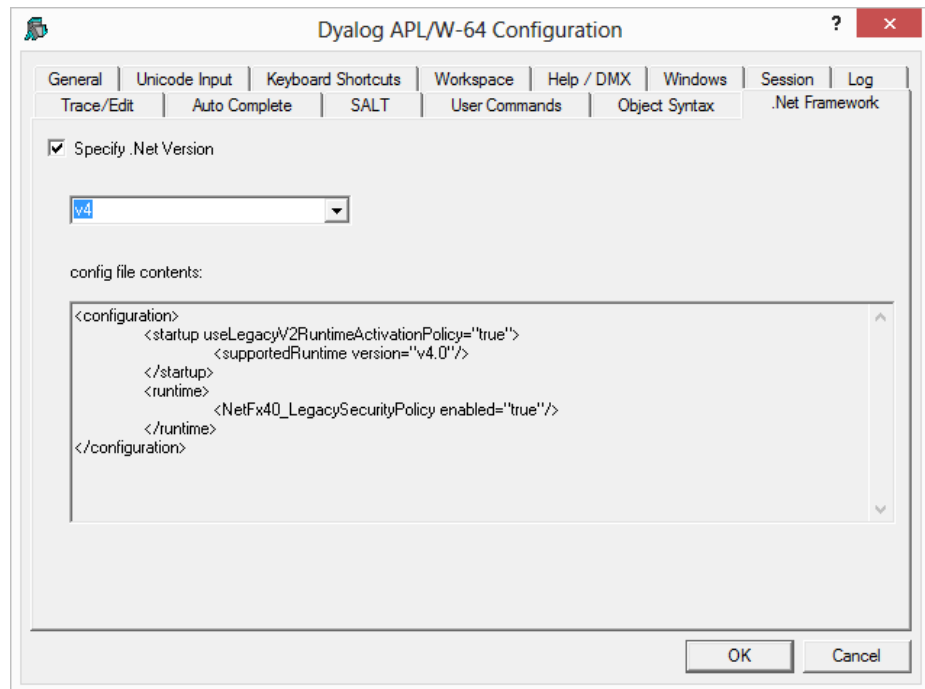 Dyalog APL/W-64 Configuration ? ×
General Unicode Input Keyboard Shortcuts Workspace Help / DMX Windows Session Log
Trace/Edit Auto Complete SALT User Commands Object Syntax .Net Framework
Specify .Net Version
v4
config file contents:
<configuration>
<startup useLegacyV2RuntimeActivationPolicy="true">
<supportedRuntime version="v4.0"/>
</startup>
<runtime>
<NetFx40_LegacySecurityPolicy enabled="true"/>
</runtime>
</configuration>
OK Cancel